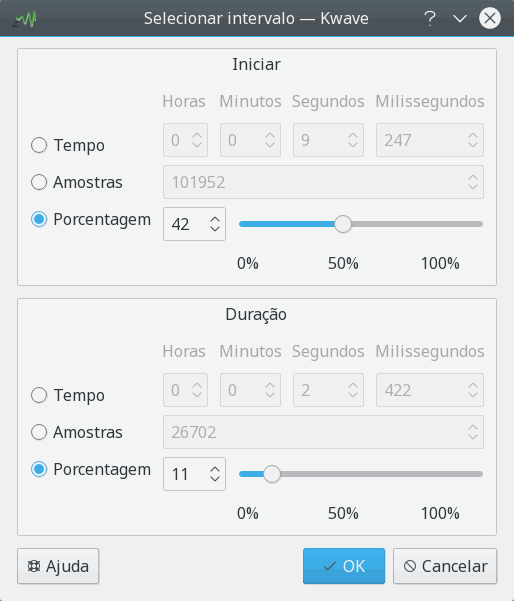 Selecionar intervalo — Kwave
Iniciar
Horas Minutos Segundos Milissegundos
Tempo 0 0 9 247
Amostras 101952
Porcentagem 42
0% 50% 100%
Duração
Horas Minutos Segundos Milissegundos
Tempo 0 0 2 422
Amostras 26702
Porcentagem 11
0% 50% 100%
Ajuda OK Cancelar